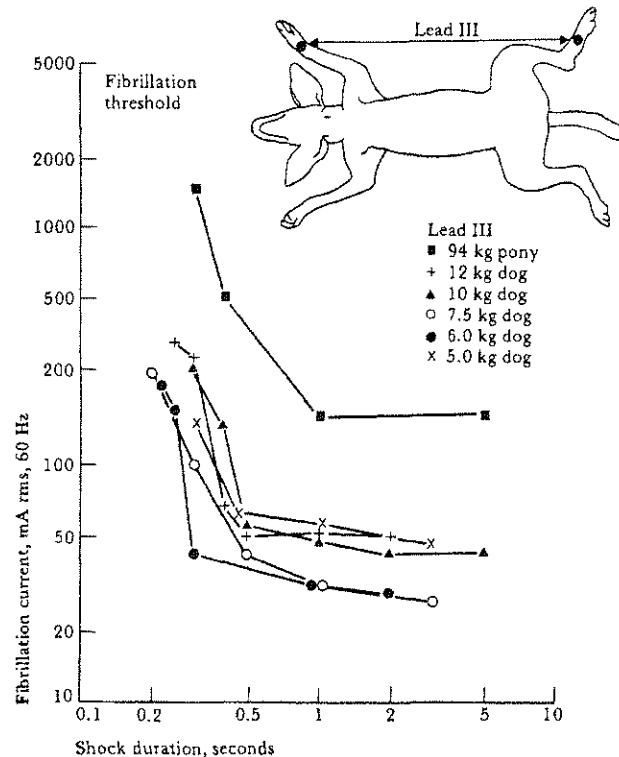 Lead III
5000
Fibrillation
threshold
2000
1000
500
200
100
50
20
10
Lead III
94 kg pony
12 kg dog
10 kg dog
7.5 kg dog
6.0 kg dog
5.0 kg dog
Fibrillation current, mA rms, 60 Hz
0.1 0.2 0.5 1 2 5 10
Shock duration, seconds